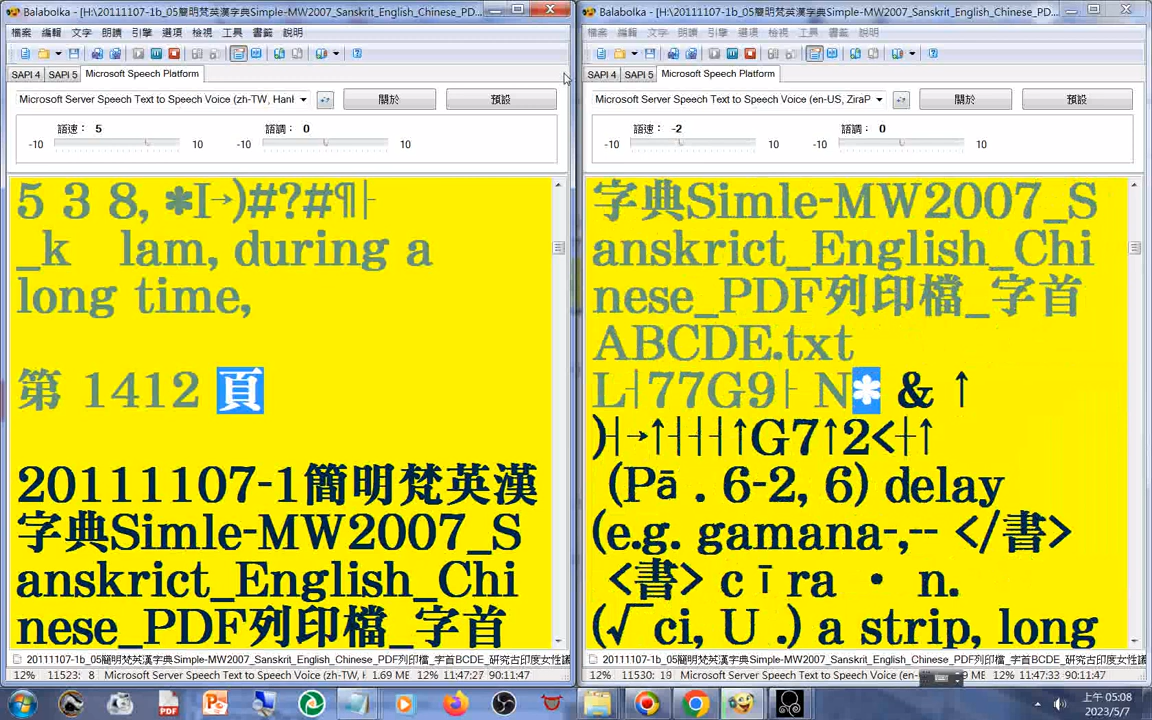 Balabolka - [H:\20111107-1b_05簡明梵英漢字典Simple-MW2007_Sanskrit_English_Chinese_PD...
檔案 編輯 文字 朗讀 引擎 選項 檢視 工具 書籤 說明
SAPI 4 SAPI 5 Microsoft Speech Platform
Microsoft Server Speech Text to Speech Voice (zh-TW, HanH 關於 預設
語速： 5 語調： 0
-10 10 -10 10
5 3 8, ✽I→)#?#¶├
_k lam, during a
long time,
第 1412 頁
20111107-1簡明梵英漢
字典Simle-MW2007_S
anskrict_English_Chi
nese_PDF列印檔_字首
20111107-1b_05簡明梵英漢字典Simple-MW2007_Sanskrit_English_Chinese_PDF列印檔_字首BCDE_研究古印度女性議
12% 11523: 8 Microsoft Server Speech Text to Speech Voice (zh-TW, H 1.69 MB 12% 11:47:27 90:11:47
Balabolka - [H:\20111107-1b_05簡明梵英漢字典Simple-MW2007_Sanskrit_English_Chinese_PD...
檔案 編輯 文字 朗讀 引擎 選項 檢視 工具 書籤 說明
SAPI 4 SAPI 5 Microsoft Speech Platform
Microsoft Server Speech Text to Speech Voice (en-US, ZiraP 關於 預設
語速： -2 語調： 0
-10 10 -10 10
字典Simle-MW2007_S
anskrict_English_Chi
nese_PDF列印檔_字首
ABCDE.txt
L┤77G9├ N✽ & ↑
)┤→↑┤┤┤↑G7↑2<┼↑
(Pā . 6-2, 6) delay
(e.g. gamana-,-- </書>
<書> c ī ra • n.
(√ ci, U .) a strip, long
20111107-1b_05簡明梵英漢字典Simple-MW2007_Sanskrit_English_Chinese_PDF列印檔_字首BCDE_研究古印度女性議
12% 11530: 19 Microsoft Server Speech Text to Speech Voice (en-US 9 MB 12% 11:47:33 90:11:47
PDF
上午 05:08
2023/5/7